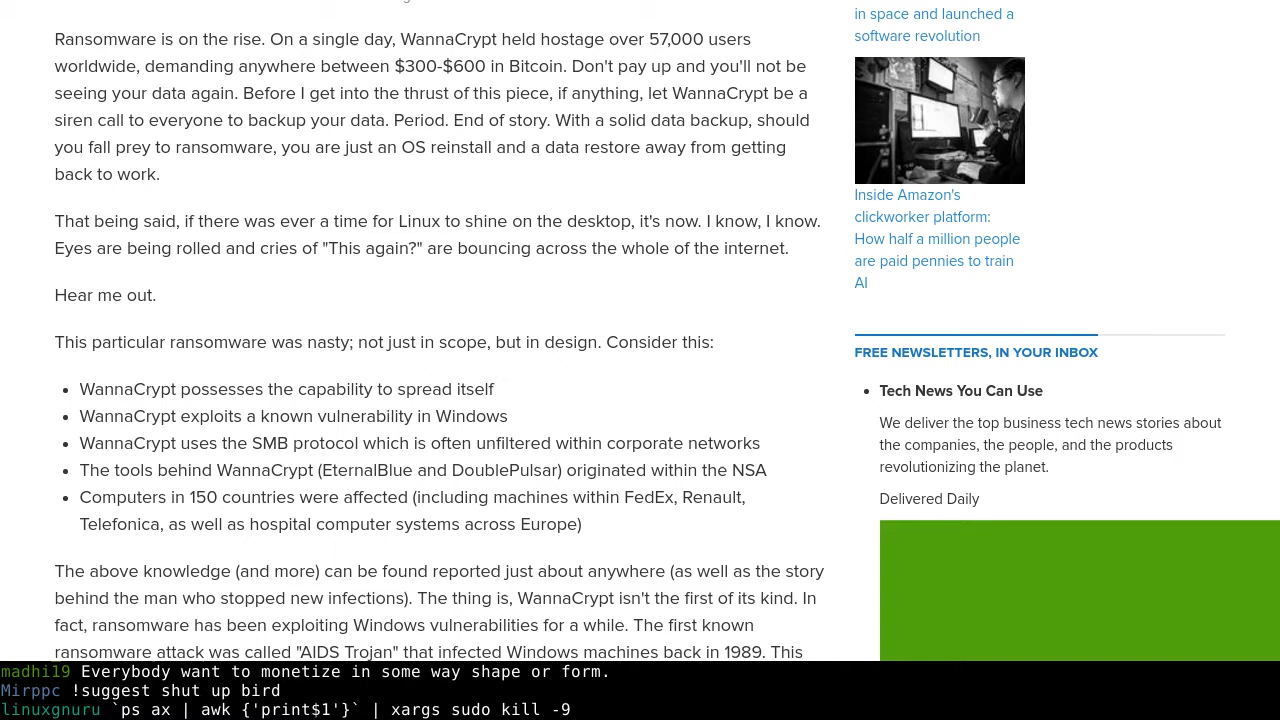 Ransomware is on the rise. On a single day, WannaCrypt held hostage over 57,000 users
worldwide, demanding anywhere between $300-$600 in Bitcoin. Don't pay up and you'll not be
seeing your data again. Before I get into the thrust of this piece, if anything, let WannaCrypt be a
siren call to everyone to backup your data. Period. End of story. With a solid data backup, should
you fall prey to ransomware, you are just an OS reinstall and a data restore away from getting
back to work.
That being said, if there was ever a time for Linux to shine on the desktop, it's now. I know, I know.
Eyes are being rolled and cries of "This again?" are bouncing across the whole of the internet.
Hear me out.
This particular ransomware was nasty; not just in scope, but in design. Consider this:
• WannaCrypt possesses the capability to spread itself
• WannaCrypt exploits a known vulnerability in Windows
• WannaCrypt uses the SMB protocol which is often unfiltered within corporate networks
• The tools behind WannaCrypt (EternalBlue and DoublePulsar) originated within the NSA
• Computers in 150 countries were affected (including machines within FedEx, Renault,
Telefonica, as well as hospital computer systems across Europe)
The above knowledge (and more) can be found reported just about anywhere (as well as the story
behind the man who stopped new infections). The thing is, WannaCrypt isn't the first of its kind. In
fact, ransomware has been exploiting Windows vulnerabilities for a while. The first known
ransomware attack was called "AIDS Trojan" that infected Windows machines back in 1989. This
in space and launched a
software revolution
Inside Amazon's
clickworker platform:
How half a million people
are paid pennies to train
AI
FREE NEWSLETTERS, IN YOUR INBOX
• Tech News You Can Use
We deliver the top business tech news stories about
the companies, the people, and the products
revolutionizing the planet.
Delivered Daily
madhi19 Everybody want to monetize in some way shape or form.
Mirppc !suggest shut up bird
linuxgnuru `ps ax | awk {'print$1'}` | xargs sudo kill -9